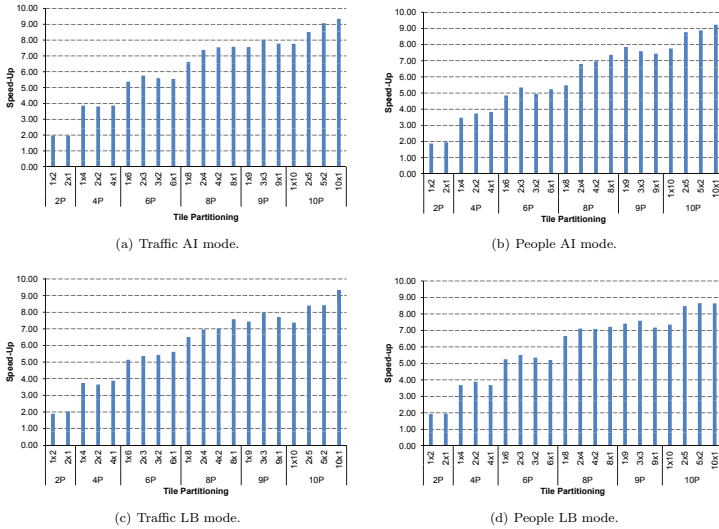 10.00
9.00
8.00
7.00
6.00
5.00
4.00
3.00
2.00
1.00
0.00
Speed-Up
1x2 2x1 1x4 2x2 4x1 1x6 2x3 3x2 6x1 1x8 2x4 4x2 8x1 1x9 3x3 9x1 1x10 2x5 5x2 10x1
2P 4P 6P 8P 9P 10P
Tile Partitioning
(a) Traffic AI mode.
10.00
9.00
8.00
7.00
6.00
5.00
4.00
3.00
2.00
1.00
0.00
Speed-Up
1x2 2x1 1x4 2x2 4x1 1x6 2x3 3x2 6x1 1x8 2x4 4x2 8x1 1x9 3x3 9x1 1x10 2x5 5x2 10x1
2P 4P 6P 8P 9P 10P
Tile Partitioning
(b) People AI mode.
10.00
9.00
8.00
7.00
6.00
5.00
4.00
3.00
2.00
1.00
0.00
Speed-Up
1x2 2x1 1x4 2x2 4x1 1x6 2x3 3x2 6x1 1x8 2x4 4x2 8x1 1x9 3x3 9x1 1x10 2x5 5x2 10x1
2P 4P 6P 8P 9P 10P
Tile Partitioning
(c) Traffic LB mode.
10.00
9.00
8.00
7.00
6.00
5.00
4.00
3.00
2.00
1.00
0.00
Speed-Up
1x2 2x1 1x4 2x2 4x1 1x6 2x3 3x2 6x1 1x8 2x4 4x2 8x1 1x9 3x3 9x1 1x10 2x5 5x2 10x1
2P 4P 6P 8P 9P 10P
Tile Partitioning
(d) People LB mode.